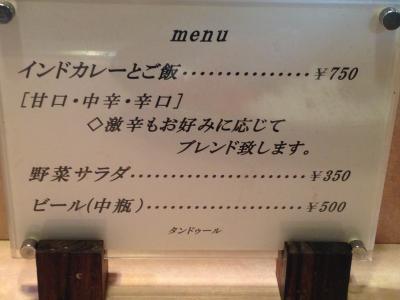 menu
インドカレーとご飯・・・・・・・・・・・・・・・・¥750
[甘口・中辛・辛口]
◇激辛もお好みに応じて
ブレンド致します。
野菜サラダ・・・・・・・・・・・・・・・・・・・・・¥350
ビール(中瓶)・・・・・・・・・・・・・・・・・・・¥500
タンドゥール